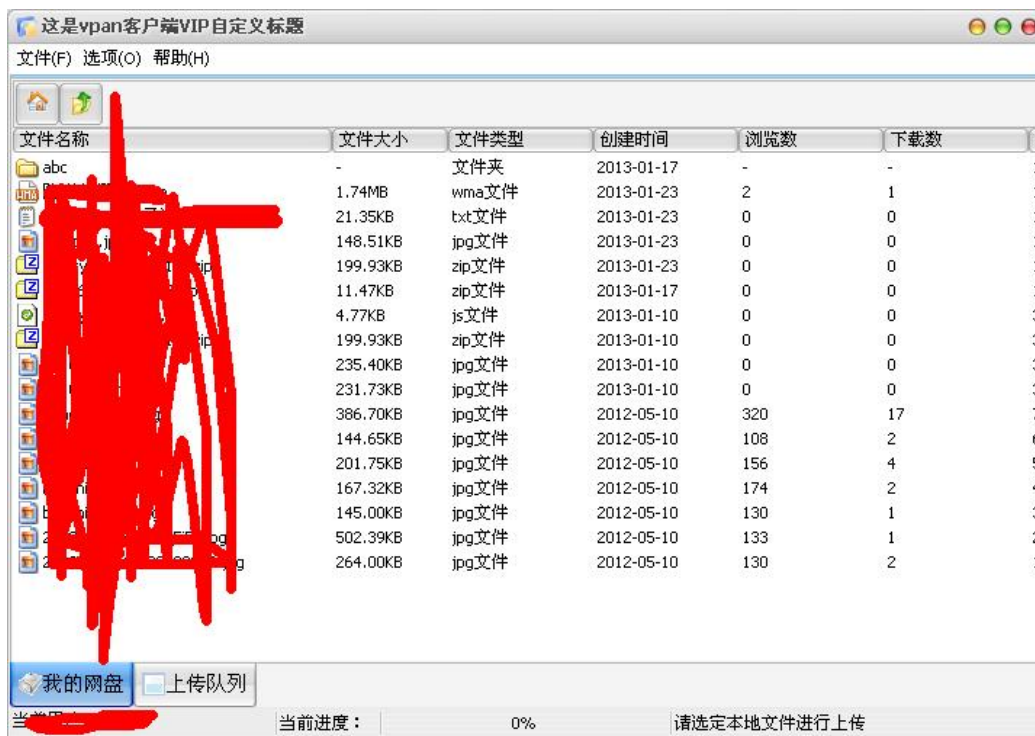 这是vpan客户端VIP自定义标题
文件(F) 选项(O) 帮助(H)
文件名称 文件大小 文件类型 创建时间 浏览数 下载数
abc - 文件夹 2013-01-17 - -
1.74MB wma文件 2013-01-23 2 1
21.35KB txt文件 2013-01-23 0 0
148.51KB jpg文件 2013-01-23 0 0
199.93KB zip文件 2013-01-23 0 0
11.47KB zip文件 2013-01-17 0 0
4.77KB js文件 2013-01-10 0 0
199.93KB zip文件 2013-01-10 0 0
235.40KB jpg文件 2013-01-10 0 0
231.73KB jpg文件 2013-01-10 0 0
386.70KB jpg文件 2012-05-10 320 17
144.65KB jpg文件 2012-05-10 108 2
201.75KB jpg文件 2012-05-10 156 4
167.32KB jpg文件 2012-05-10 174 2
145.00KB jpg文件 2012-05-10 130 1
502.39KB jpg文件 2012-05-10 133 1
264.00KB jpg文件 2012-05-10 130 2
我的网盘 上传队列
当前进度： 0% 请选定本地文件进行上传